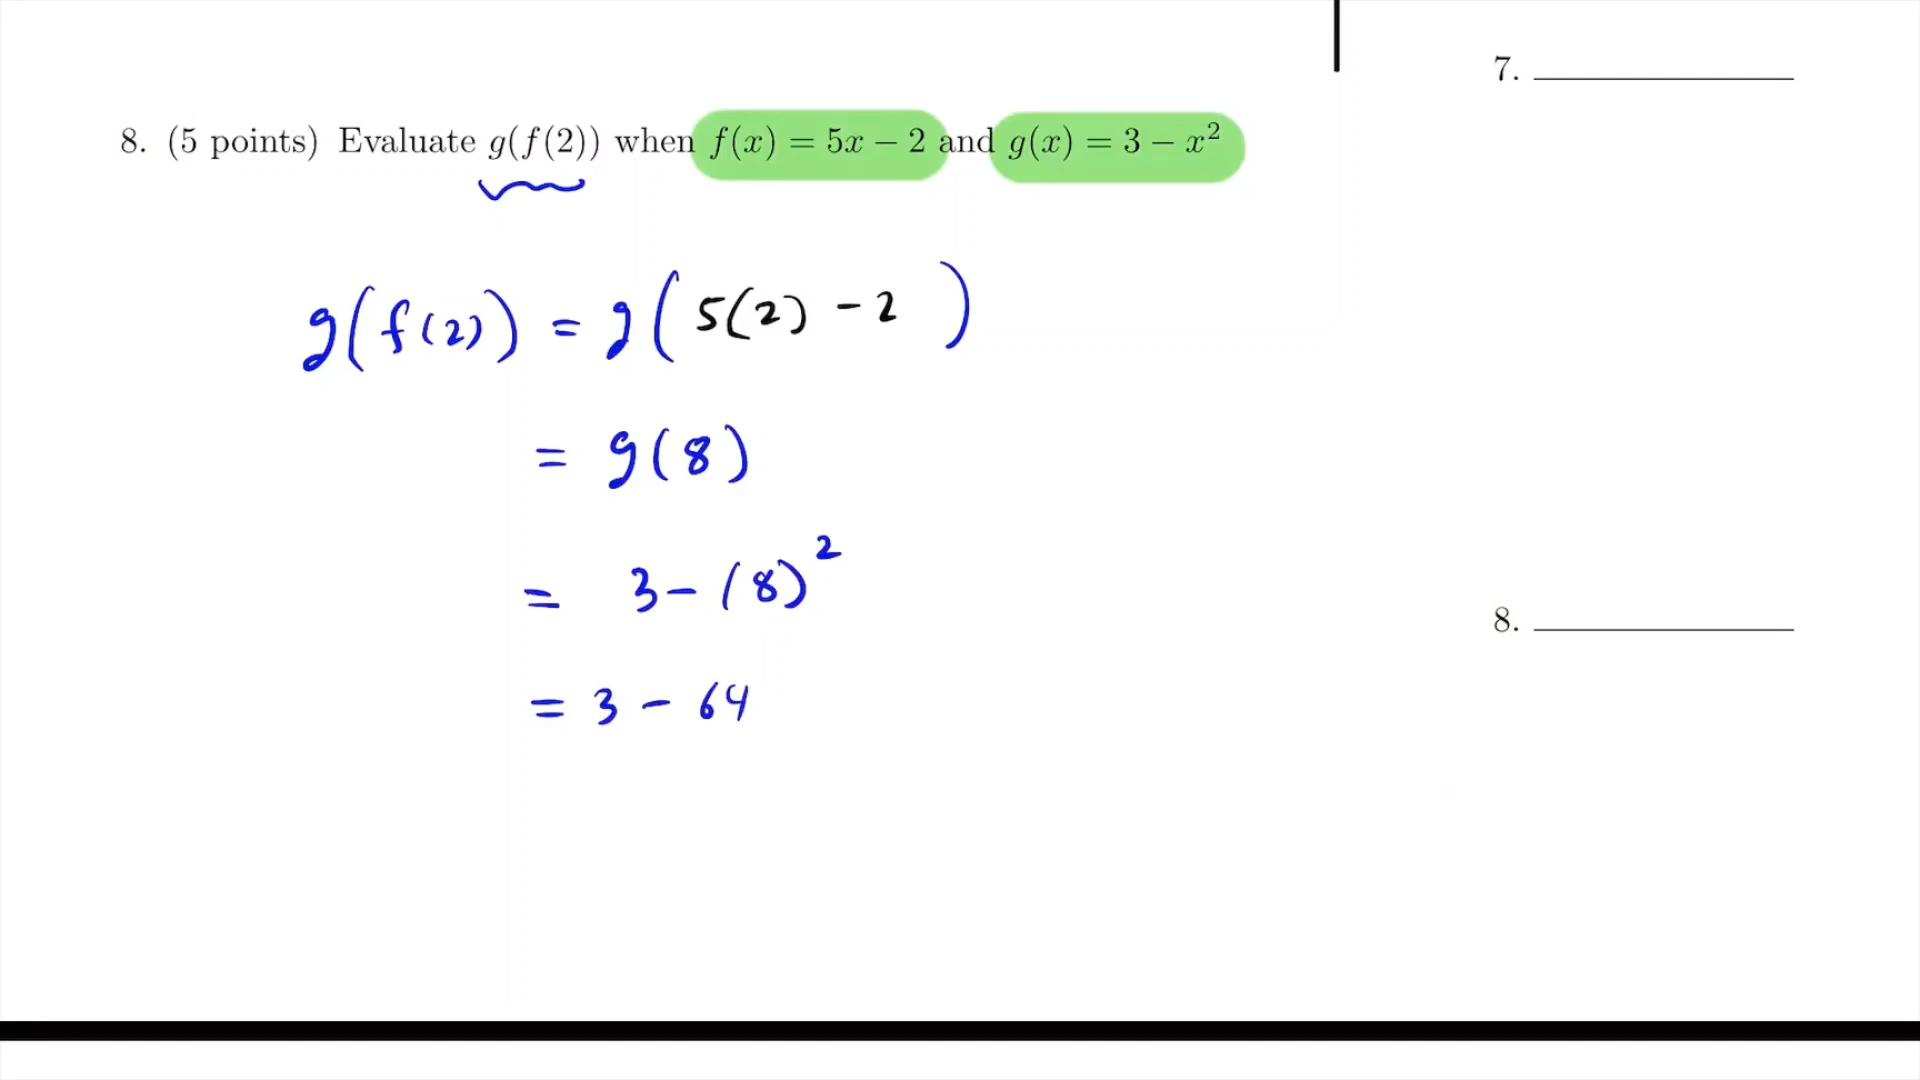 7.
8. (5 points) Evaluate g(f(2)) when f(x) = 5x − 2 and g(x) = 3 − x²
g(f(2)) = g(5(2) - 2)
= g(8)
= 3 - (8)²
8.
= 3 - 64